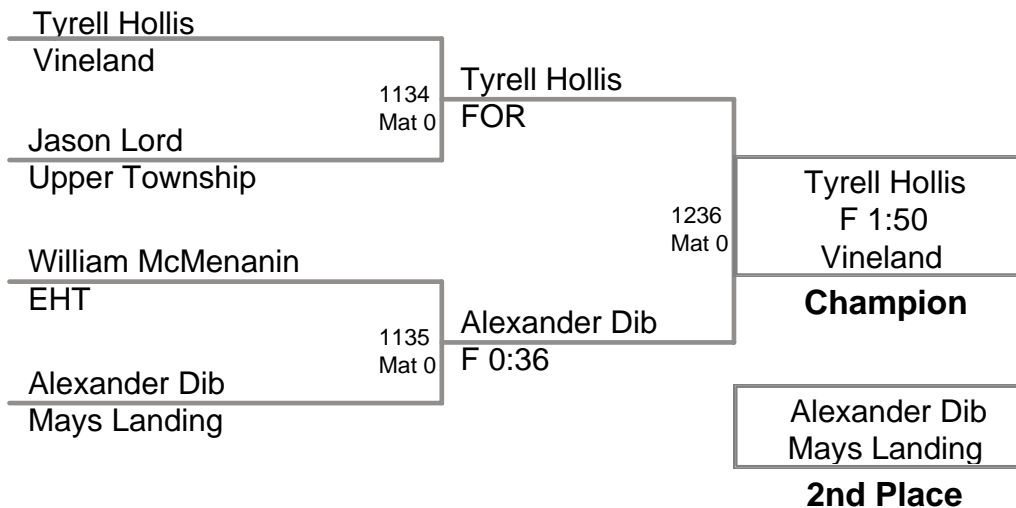 Tyrell Hollis
Vineland
1134
Mat 0
Jason Lord
Upper Township
Tyrell Hollis
FOR
William McMenanin
EHT
1135
Mat 0
Alexander Dib
Mays Landing
Alexander Dib
F 0:36
1236
Mat 0
Tyrell Hollis
F 1:50
Vineland
Champion
Alexander Dib
Mays Landing
2nd Place